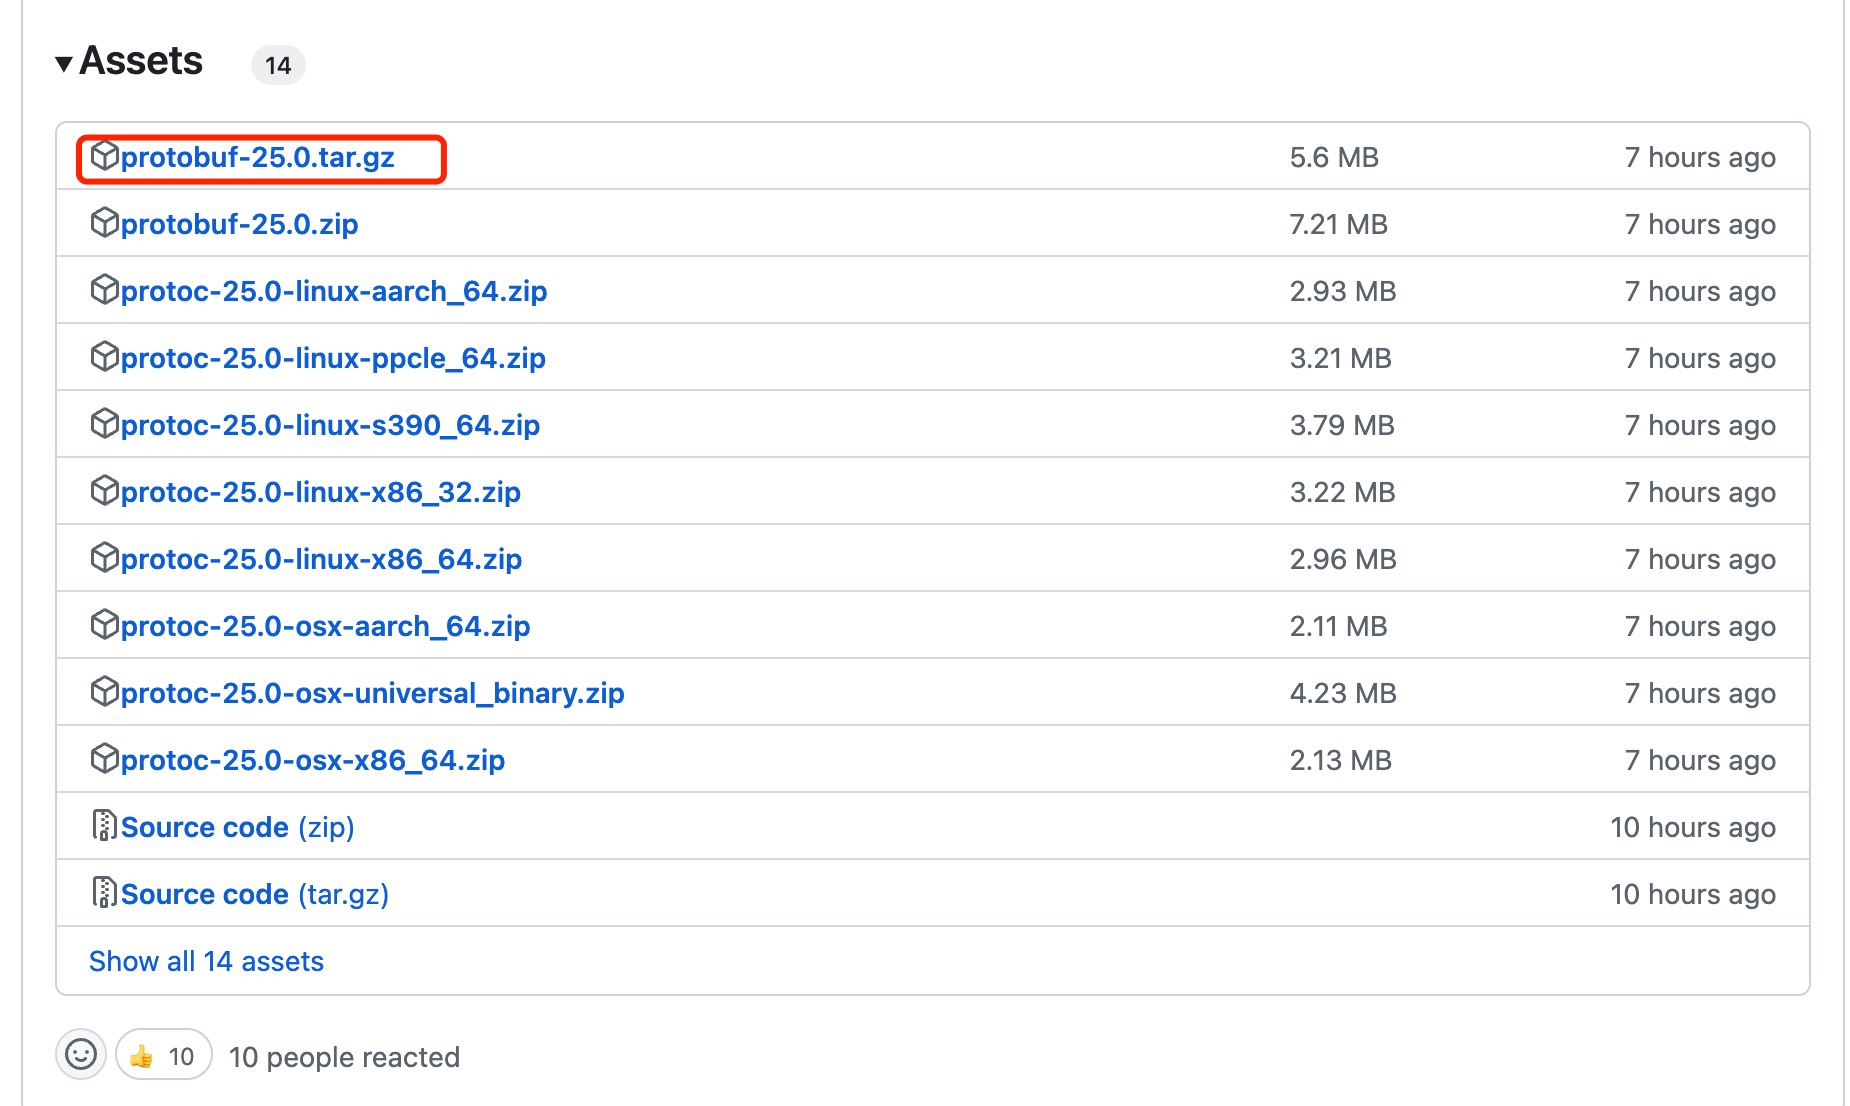 Assets 14
protobuf-25.0.tar.gz 5.6 MB 7 hours ago
protobuf-25.0.zip 7.21 MB 7 hours ago
protoc-25.0-linux-aarch_64.zip 2.93 MB 7 hours ago
protoc-25.0-linux-ppcle_64.zip 3.21 MB 7 hours ago
protoc-25.0-linux-s390_64.zip 3.79 MB 7 hours ago
protoc-25.0-linux-x86_32.zip 3.22 MB 7 hours ago
protoc-25.0-linux-x86_64.zip 2.96 MB 7 hours ago
protoc-25.0-osx-aarch_64.zip 2.11 MB 7 hours ago
protoc-25.0-osx-universal_binary.zip 4.23 MB 7 hours ago
protoc-25.0-osx-x86_64.zip 2.13 MB 7 hours ago
Source code (zip) 10 hours ago
Source code (tar.gz) 10 hours ago
Show all 14 assets
10 10 people reacted